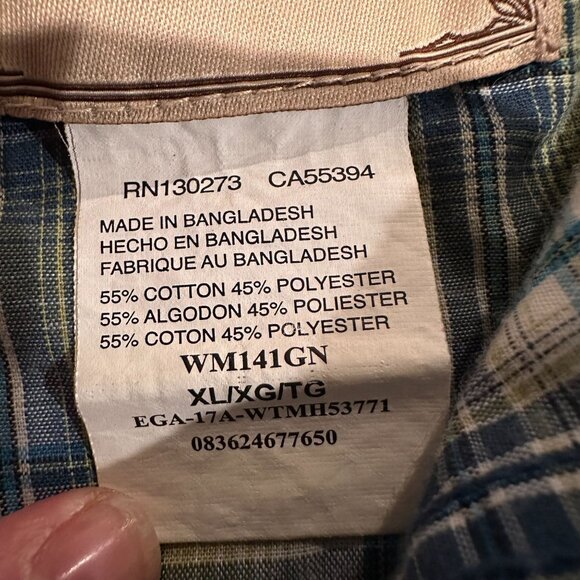 RN130273 CA55394
MADE IN BANGLADESH
HECHO EN BANGLADESH
FABRIQUE AU BANGLADESH
55% COTTON 45% POLYESTER
55% ALGODON 45% POLIESTER
55% COTON 45% POLYESTER
WM141GN
XL/XG/TG
EGA-17A-WTMH53771
083624677650